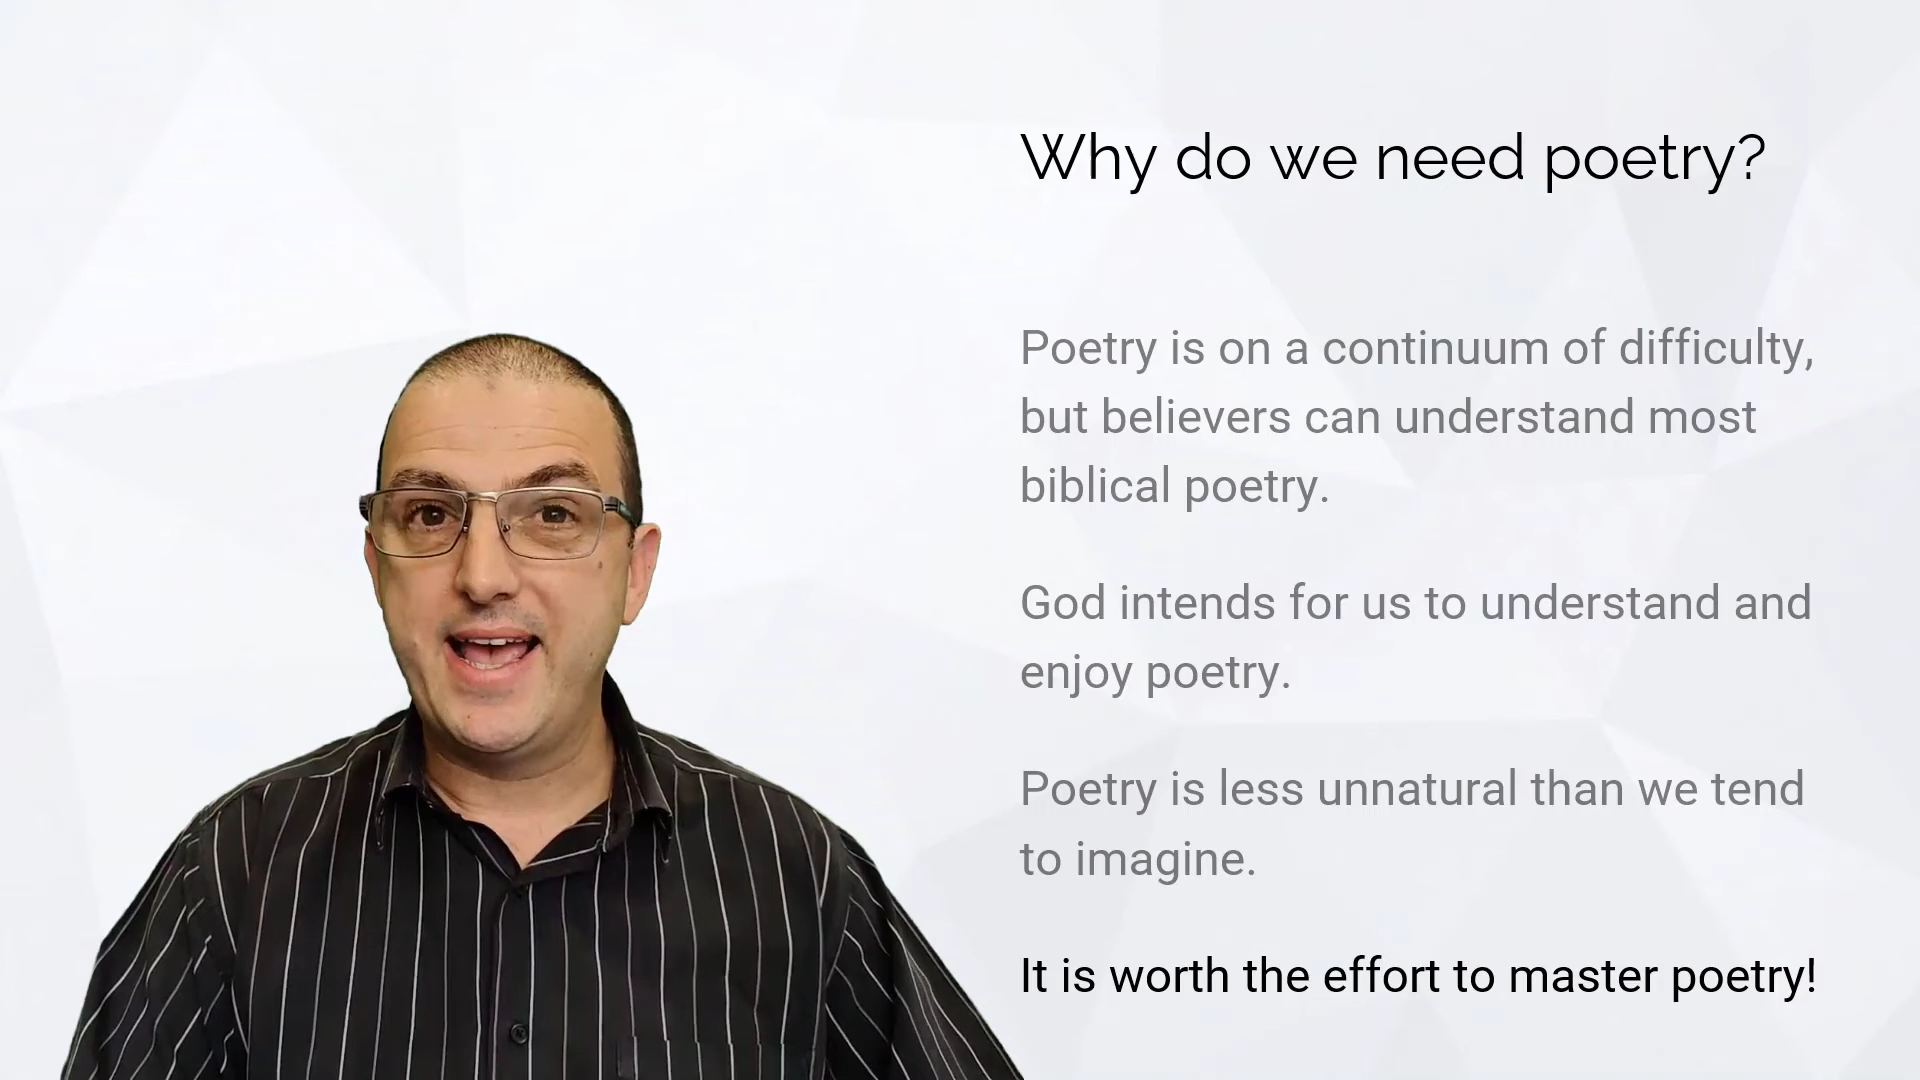 Why do we need poetry?
Poetry is on a continuum of difficulty,
but believers can understand most
biblical poetry.
God intends for us to understand and
enjoy poetry.
Poetry is less unnatural than we tend
to imagine.
It is worth the effort to master poetry!